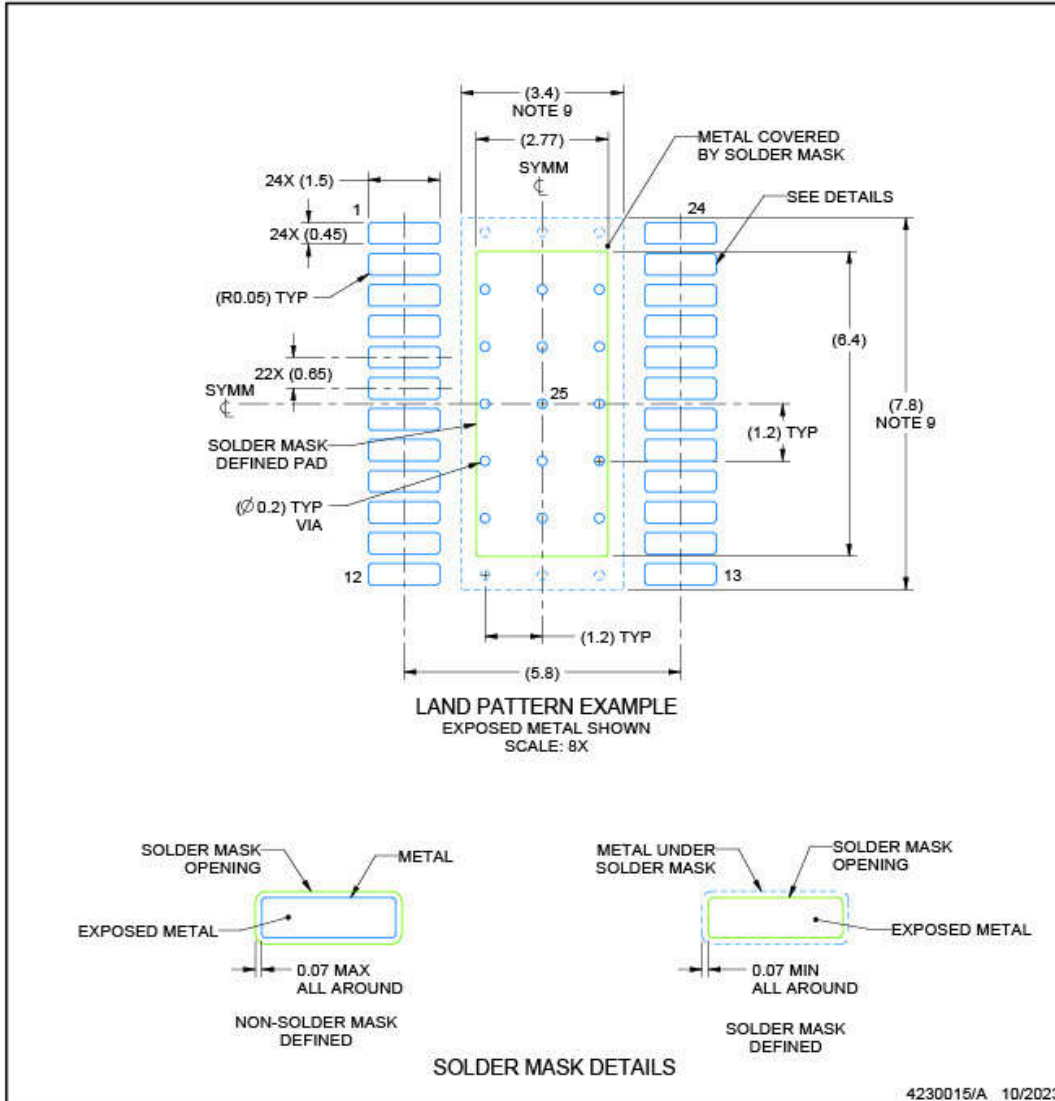 (3.4)
NOTE 9
(2.77)
METAL COVERED
BY SOLDER MASK
SYMM
24X (1.5)
SEE DETAILS
1
24
24X (0.45)
(R0.05) TYP
(6.4)
22X (0.65)
SYMM
25
(7.8)
NOTE 9
(1.2) TYP
SOLDER MASK
DEFINED PAD
(Ø0.2) TYP
VIA
12
13
(1.2) TYP
(5.8)
LAND PATTERN EXAMPLE
EXPOSED METAL SHOWN
SCALE: 8X
SOLDER MASK
OPENING
METAL
EXPOSED METAL
0.07 MAX
ALL AROUND
NON-SOLDER MASK
DEFINED
METAL UNDER
SOLDER MASK
SOLDER MASK
OPENING
EXPOSED METAL
0.07 MIN
ALL AROUND
SOLDER MASK
DEFINED
SOLDER MASK DETAILS
4230015/A 10/2023